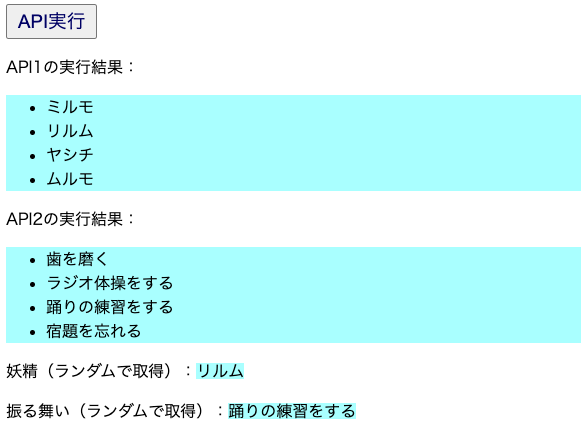 API実行
API1の実行結果：
ミルモ
リルム
ヤシチ
ムルモ
API2の実行結果：
歯を磨く
ラジオ体操をする
踊りの練習をする
宿題を忘れる
妖精（ランダムで取得）：リルム
振る舞い（ランダムで取得）：踊りの練習をする